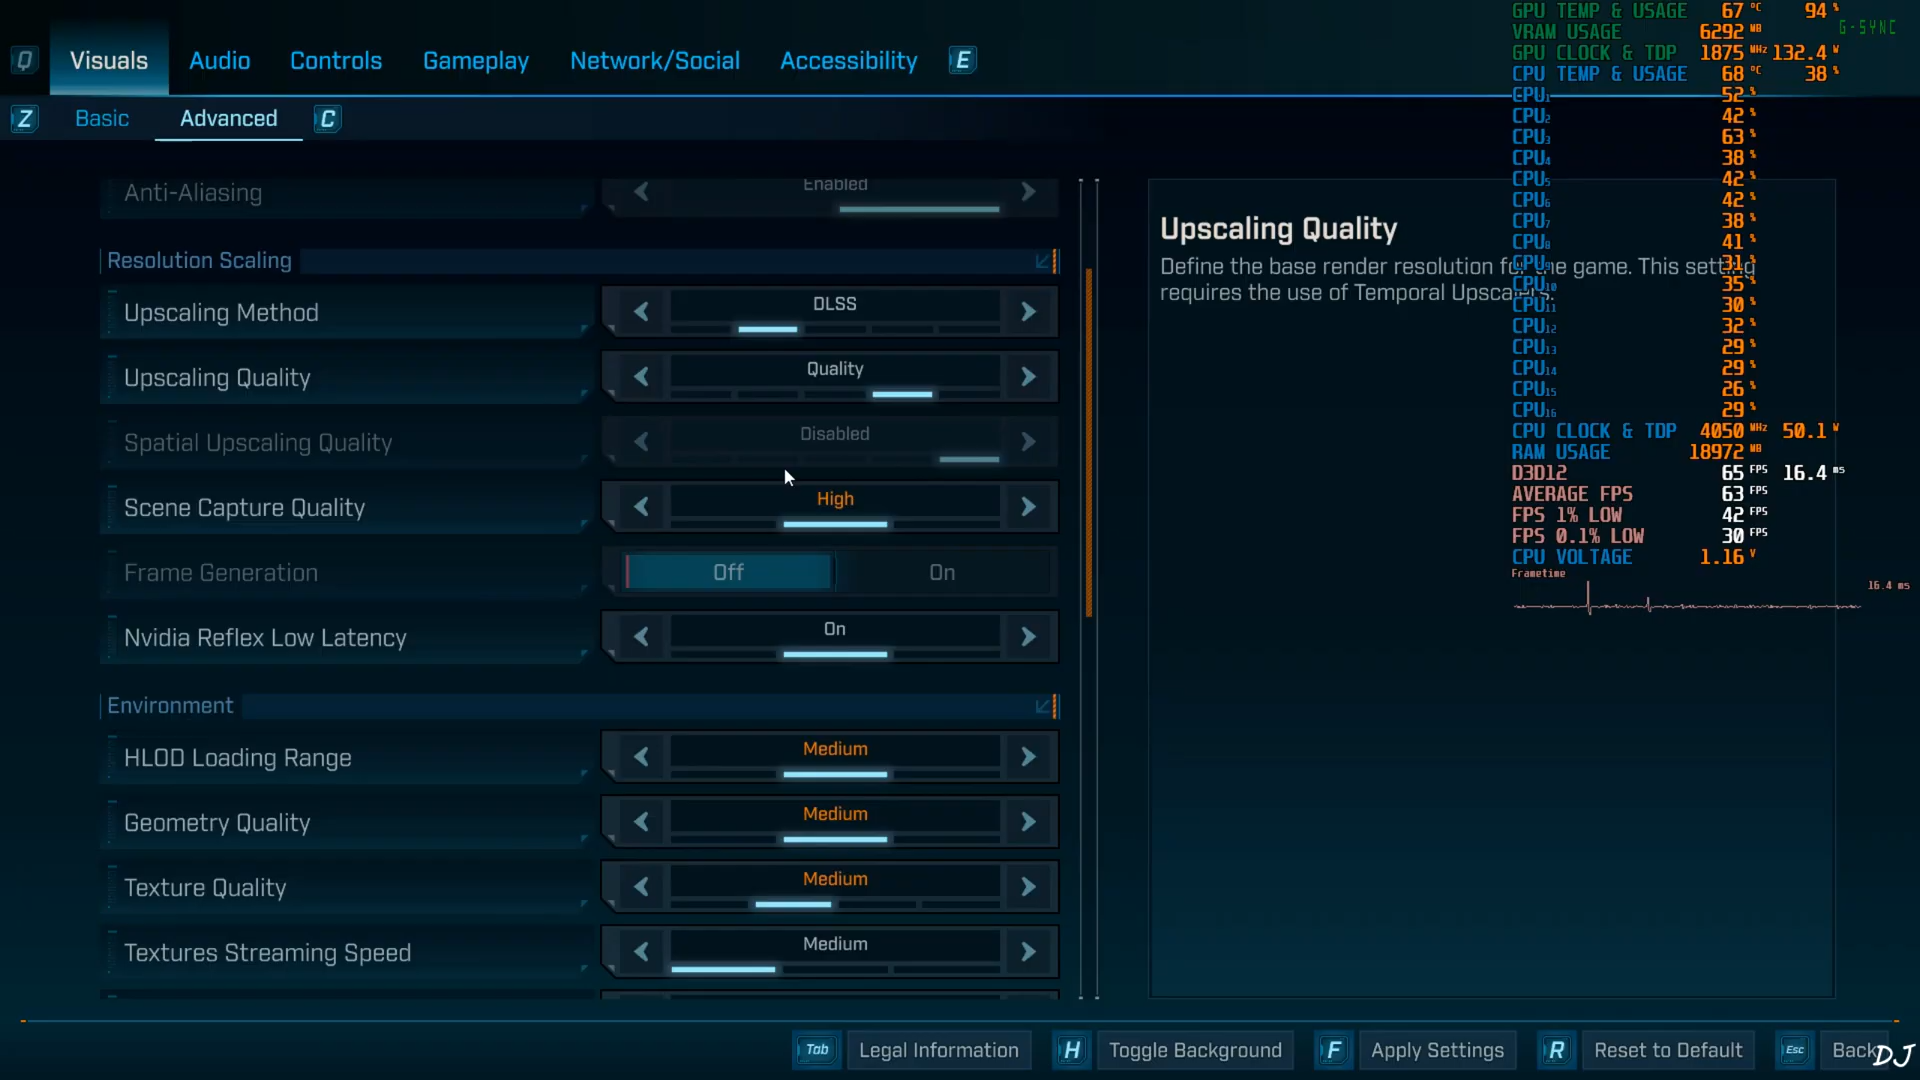 Q Visuals Audio Controls Gameplay Network/Social Accessibility E
Z Basic Advanced C
Anti-Aliasing Enabled
Resolution Scaling
Upscaling Method DLSS
Upscaling Quality Quality
Spatial Upscaling Quality Disabled
Scene Capture Quality High
Frame Generation Off On
Nvidia Reflex Low Latency On
Environment
HLOD Loading Range Medium
Geometry Quality Medium
Texture Quality Medium
Textures Streaming Speed Medium
Upscaling Quality
Define the base render resolution for the game. This setting
requires the use of Temporal Upscalers.
GPU TEMP & USAGE 67 °C 94 %
G-SYNC
VRAM USAGE 6292 MB
GPU CLOCK & TDP 1875 MHz 132.4 W
CPU TEMP & USAGE 68 °C 38 %
CPU1 52 %
CPU2 42 %
CPU3 63 %
CPU4 38 %
CPU5 42 %
CPU6 42 %
CPU7 38 %
CPU8 41 %
CPU9 31 %
CPU10 35 %
CPU11 30 %
CPU12 32 %
CPU13 29 %
CPU14 29 %
CPU15 26 %
CPU16 29 %
CPU CLOCK & TDP 4050 MHz 50.1 W
RAM USAGE 18972 MB
D3D12 65 FPS 16.4 ms
AVERAGE FPS 63 FPS
FPS 1% LOW 42 FPS
FPS 0.1% LOW 30 FPS
CPU VOLTAGE 1.16 V
Frametime
16.4 ms
Tab Legal Information H Toggle Background F Apply Settings R Reset to Default Esc Back
DJ